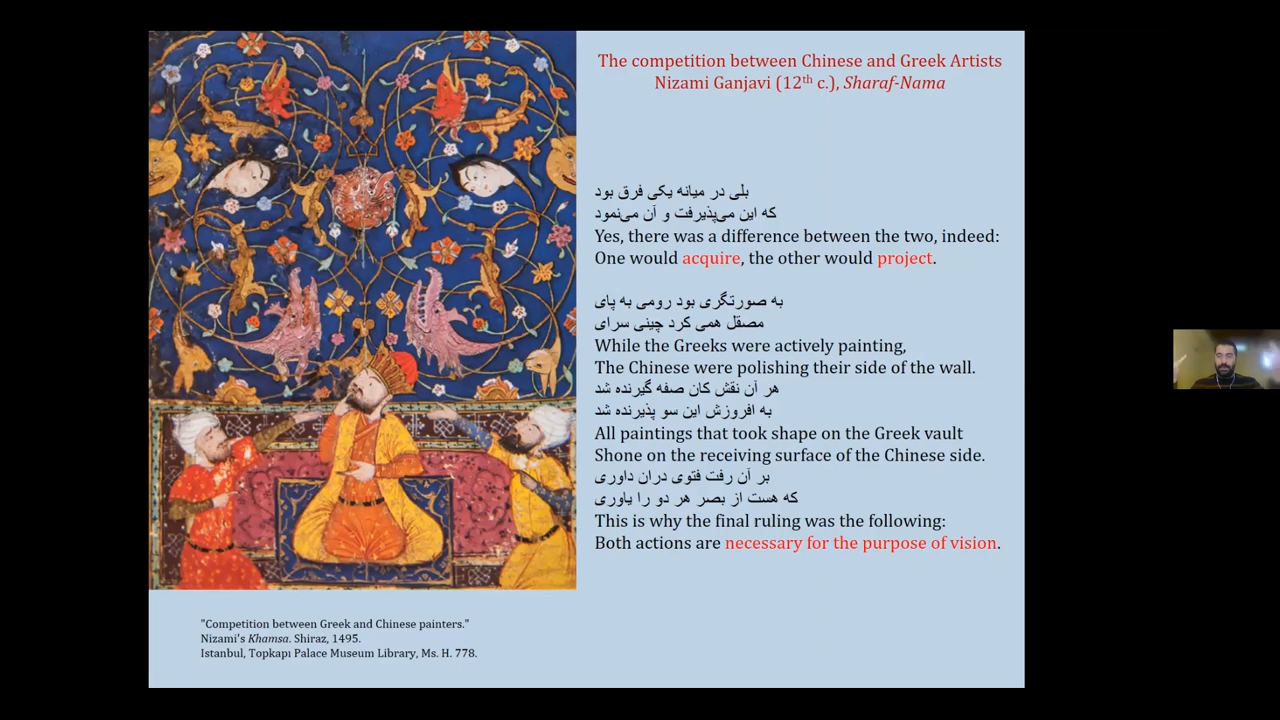 The competition between Chinese and Greek Artists
Nizami Ganjavi (12th c.), Sharaf-Nama
بلی در میانه یکی فرق بود
که این می‌پذیرفت و آن می‌نمود
Yes, there was a difference between the two, indeed:
One would acquire, the other would project.
به صورتگری بود رومی به پای
مصقل همی کرد چینی سرای
While the Greeks were actively painting,
The Chinese were polishing their side of the wall.
هر آن نقش کان صفه گیرنده شد
به افروزش این سو پذیرنده شد
All paintings that took shape on the Greek vault
Shone on the receiving surface of the Chinese side.
بر آن رفت فتوی دران داوری
که هست از بصر هر دو را یاوری
This is why the final ruling was the following:
Both actions are necessary for the purpose of vision.
"Competition between Greek and Chinese painters."
Nizami's Khamsa. Shiraz, 1495.
Istanbul, Topkapı Palace Museum Library, Ms. H. 778.